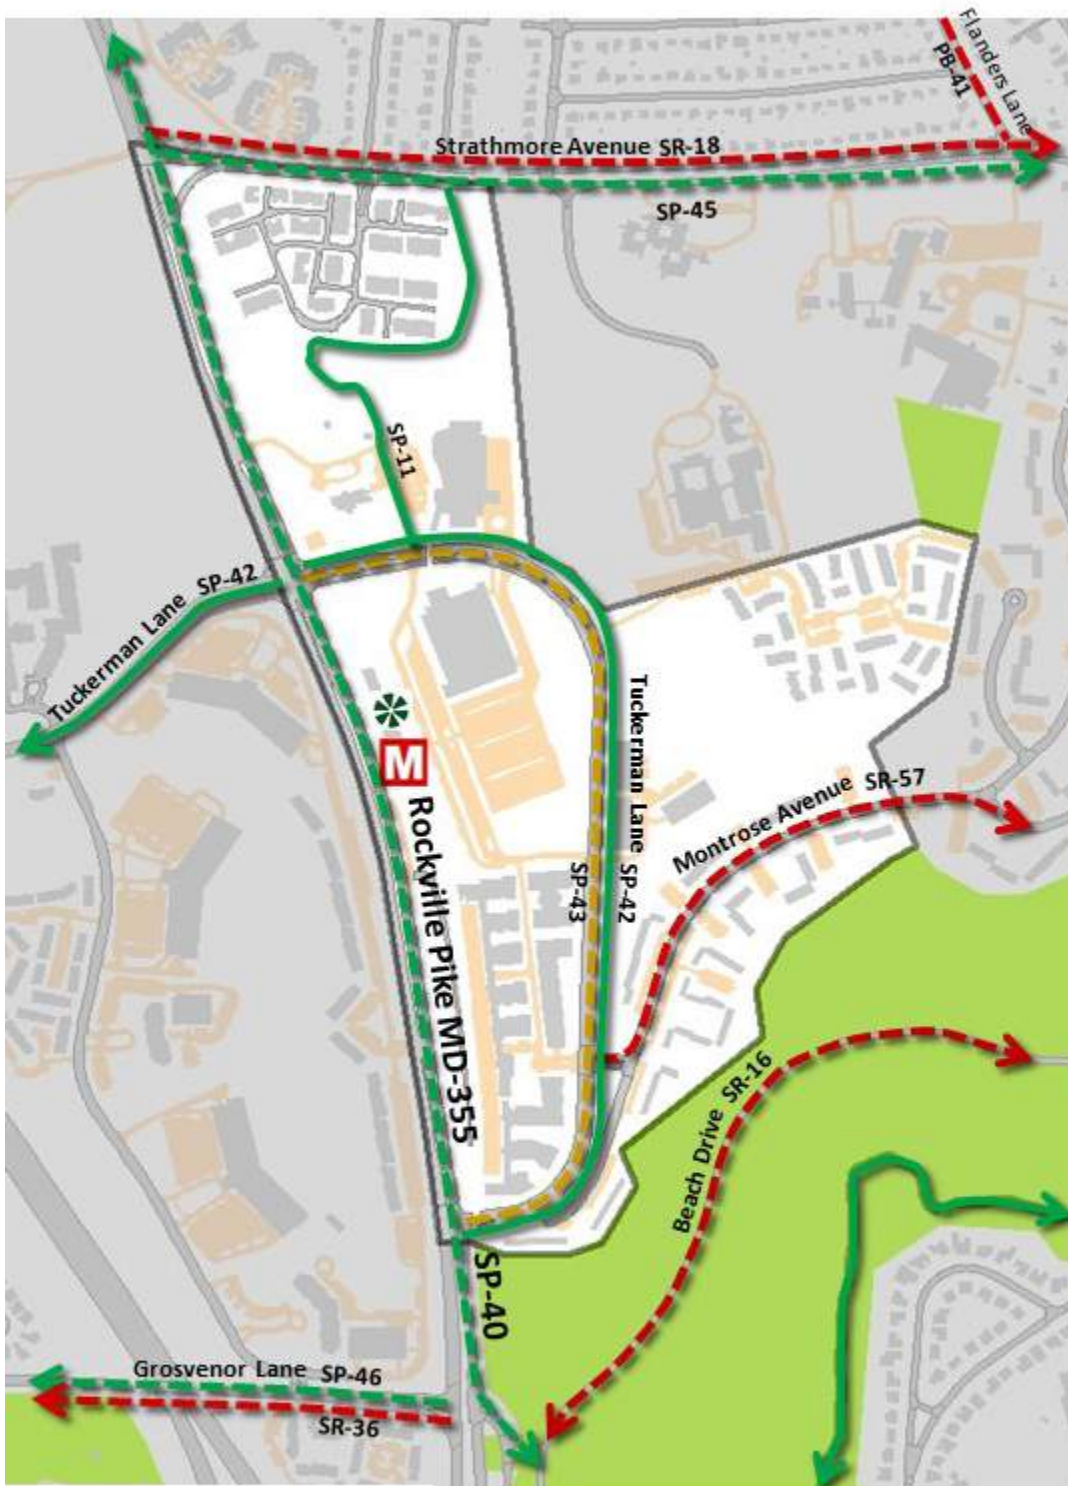 Flanders Lane
PB-41
Strathmore Avenue SR-18
SP-45
SP-11
Tuckerman Lane SP-42
Tuckerman Lane SP-42
SP-43
M
Rockville Pike MD-355
Montrose Avenue SR-57
Beach Drive SR-16
SP-40
Grosvenor Lane SP-46
SR-36